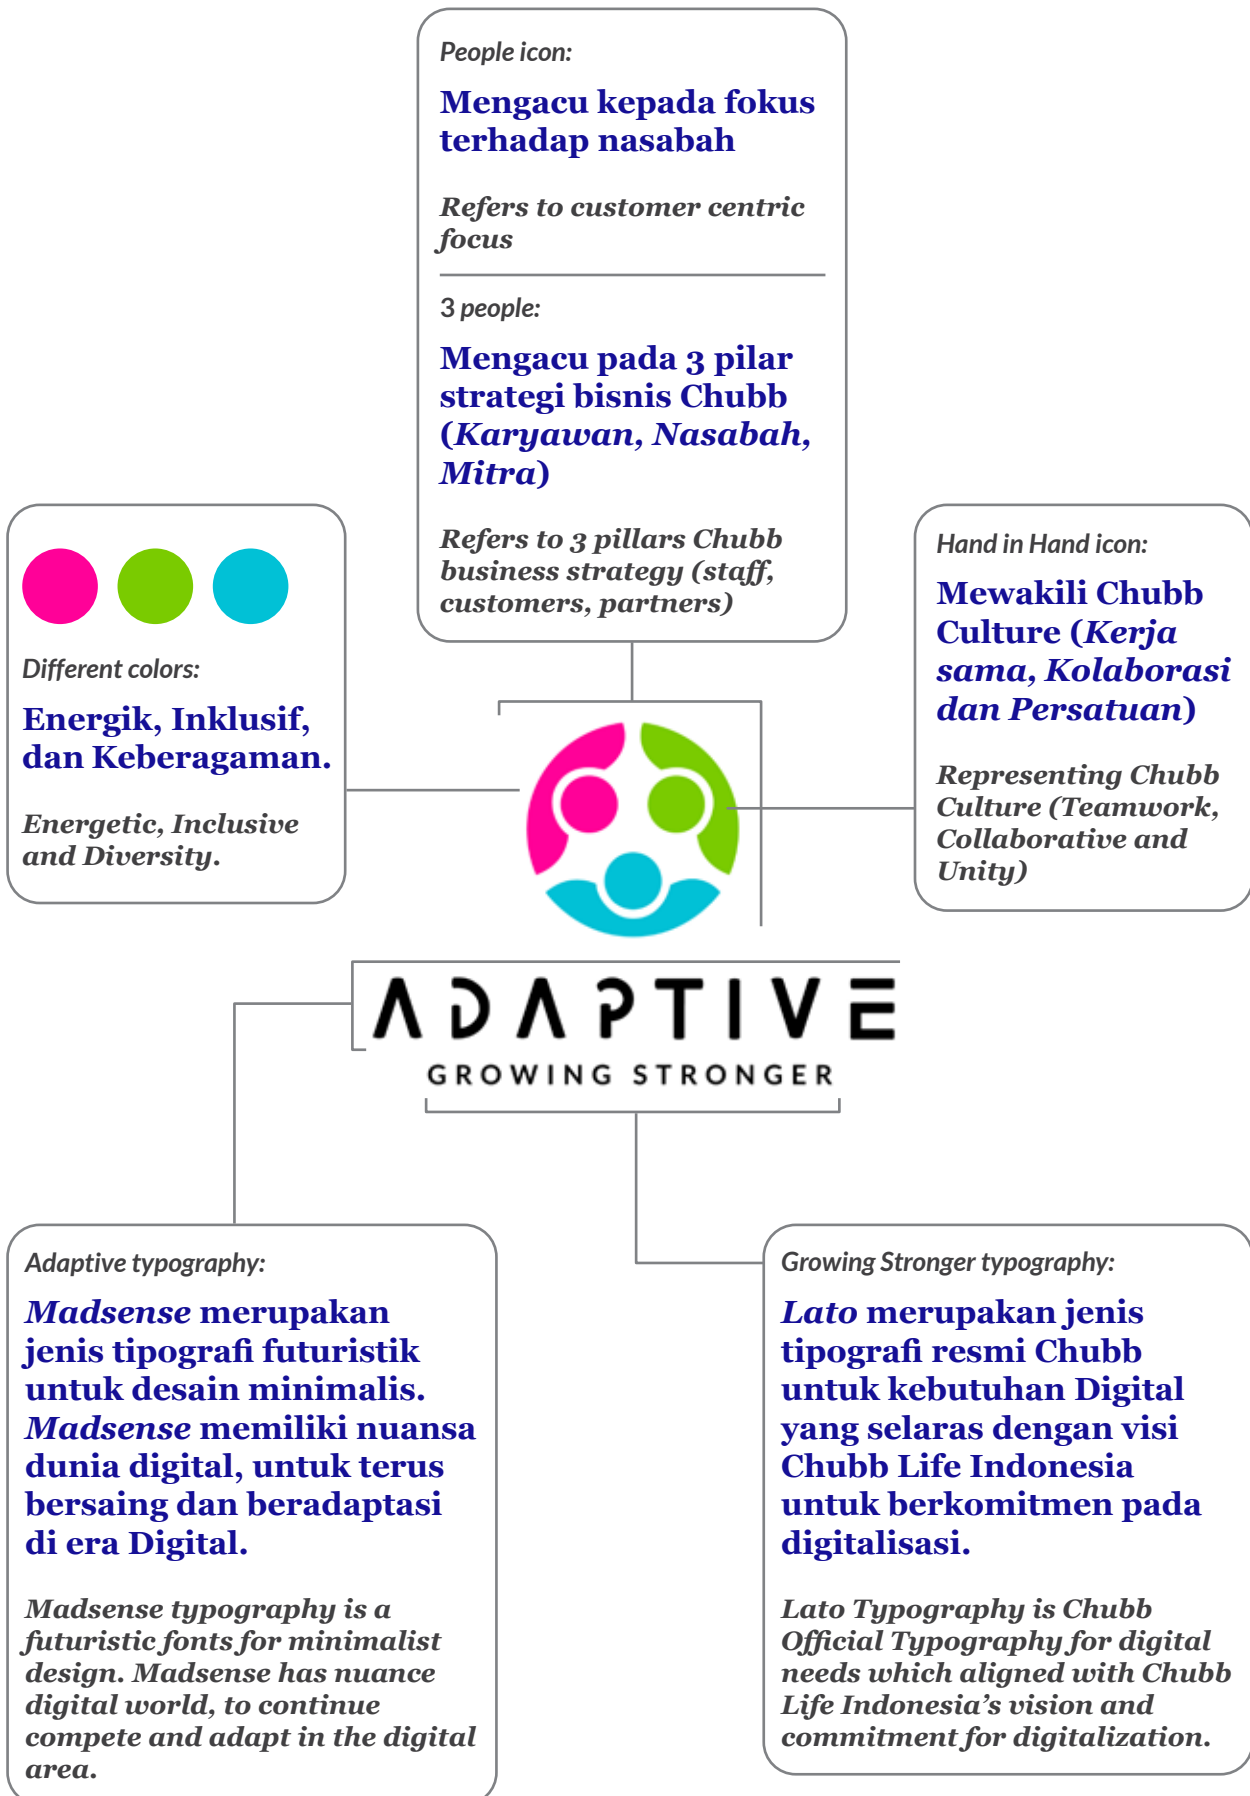 People icon:
Mengacu kepada fokus
terhadap nasabah
Refers to customer centric
focus
3 people:
Mengacu pada 3 pilar
strategi bisnis Chubb
(Karyawan, Nasabah,
Mitra)
Refers to 3 pillars Chubb
business strategy (staff,
customers, partners)
Different colors:
Energik, Inklusif,
dan Keberagaman.
Energetic, Inclusive
and Diversity.
Hand in Hand icon:
Mewakili Chubb
Culture (Kerja
sama, Kolaborasi
dan Persatuan)
Representing Chubb
Culture (Teamwork,
Collaborative and
Unity)
ADAPTIVE
GROWING STRONGER
Adaptive typography:
Madsense merupakan
jenis tipografi futuristik
untuk desain minimalis.
Madsense memiliki nuansa
dunia digital, untuk terus
bersaing dan beradaptasi
di era Digital.
Madsense typography is a
futuristic fonts for minimalist
design. Madsense has nuance
digital world, to continue
compete and adapt in the digital
area.
Growing Stronger typography:
Lato merupakan jenis
tipografi resmi Chubb
untuk kebutuhan Digital
yang selaras dengan visi
Chubb Life Indonesia
untuk berkomitmen pada
digitalisasi.
Lato Typography is Chubb
Official Typography for digital
needs which aligned with Chubb
Life Indonesia's vision and
commitment for digitalization.